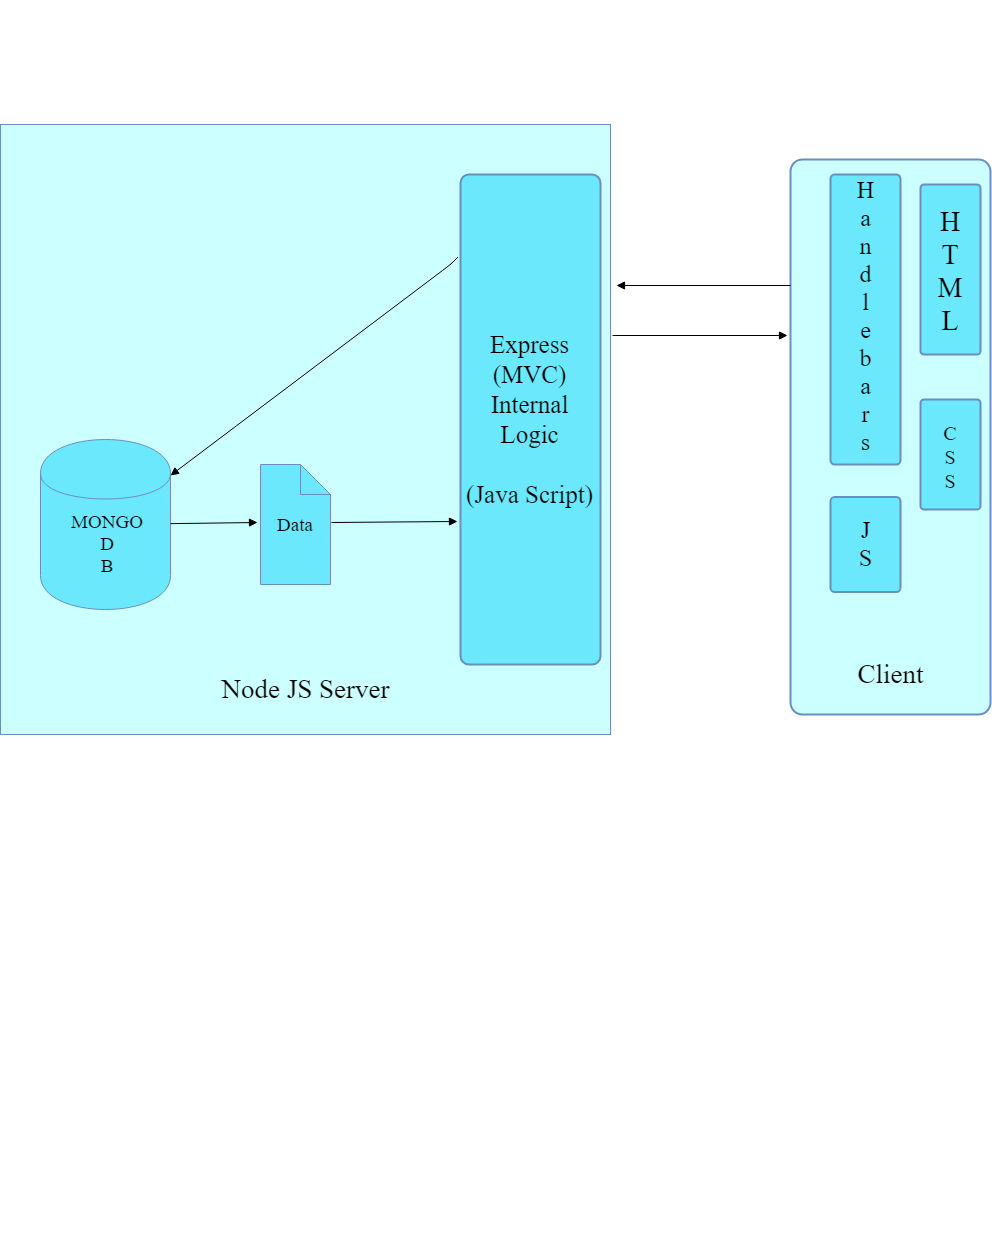 MONGO
D
B
Data
Express
(MVC)
Internal
Logic
(Java Script)
Node JS Server
H
a
n
d
l
e
b
a
r
s
H
T
M
L
C
S
S
J
S
Client